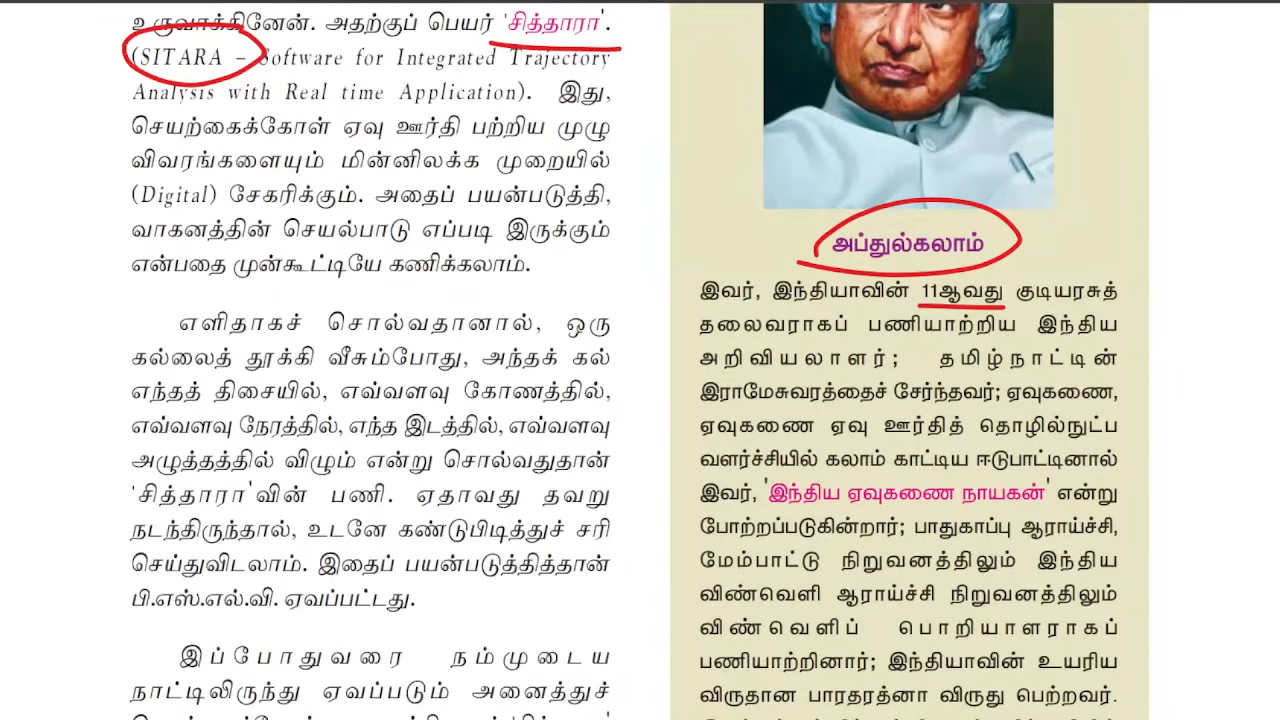 உருவாக்கினேன். அதற்குப் பெயர் 'சித்தாரா'.
(SITARA – Software for Integrated Trajectory
Analysis with Real time Application). இது,
செயற்கைக்கோள் ஏவு ஊர்தி பற்றிய முழு
விவரங்களையும் மின்னிலக்க முறையில்
(Digital) சேகரிக்கும். அதைப் பயன்படுத்தி,
வாகனத்தின் செயல்பாடு எப்படி இருக்கும்
என்பதை முன்கூட்டியே கணிக்கலாம்.
எளிதாகச் சொல்வதானால், ஒரு
கல்லைத் தூக்கி வீசும்போது, அந்தக் கல்
எந்தத் திசையில், எவ்வளவு கோணத்தில்,
எவ்வளவு நேரத்தில், எந்த இடத்தில், எவ்வளவு
அழுத்தத்தில் விழும் என்று சொல்வதுதான்
'சித்தாரா'வின் பணி. ஏதாவது தவறு
நடந்திருந்தால், உடனே கண்டுபிடித்துச் சரி
செய்துவிடலாம். இதைப் பயன்படுத்தித்தான்
பி.எஸ்.எல்.வி. ஏவப்பட்டது.
இப்போதுவரை நம்முடைய
நாட்டிலிருந்து ஏவப்படும் அனைத்துச்
அப்துல்கலாம்
இவர், இந்தியாவின் 11ஆவது குடியரசுத்
தலைவராகப் பணியாற்றிய இந்திய
அறிவியலாளர்; தமிழ்நாட்டின்
இராமேசுவரத்தைச் சேர்ந்தவர்; ஏவுகணை,
ஏவுகணை ஏவு ஊர்தித் தொழில்நுட்ப
வளர்ச்சியில் கலாம் காட்டிய ஈடுபாட்டினால்
இவர், 'இந்திய ஏவுகணை நாயகன்' என்று
போற்றப்படுகின்றார்; பாதுகாப்பு ஆராய்ச்சி,
மேம்பாட்டு நிறுவனத்திலும் இந்திய
விண்வெளி ஆராய்ச்சி நிறுவனத்திலும்
விண்வெளிப் பொறியாளராகப்
பணியாற்றினார்; இந்தியாவின் உயரிய
விருதான பாரதரத்னா விருது பெற்றவர்.